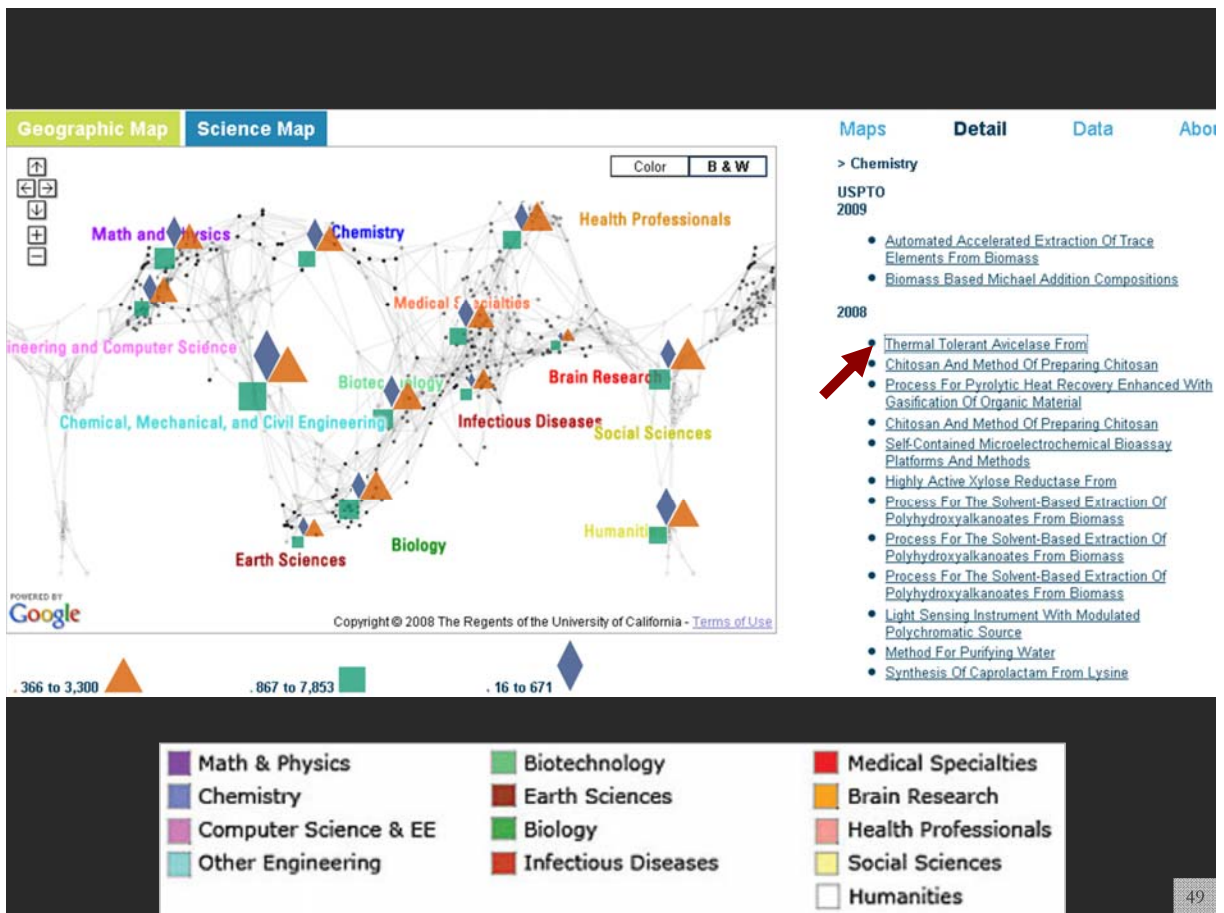 Geographic Map
Science Map
Maps
Detail
Data
Color
B & W
Math and Physics
Chemistry
Health Professionals
Medical Specialties
ineering and Computer Science
Biotechnology
Brain Research
Chemical, Mechanical, and Civil Engineering
Infectious Diseases
Social Sciences
Humanities
Biology
Earth Sciences
POWERED BY
Google
Copyright © 2008 The Regents of the University of California - Terms of Use
. 366 to 3,300
. 867 to 7,853
. 16 to 671
> Chemistry
USPTO
2009
Automated Accelerated Extraction Of Trace
Elements From Biomass
Biomass Based Michael Addition Compositions
2008
Thermal Tolerant Avicelase From
Chitosan And Method Of Preparing Chitosan
Process For Pyrolytic Heat Recovery Enhanced With
Gasification Of Organic Material
Chitosan And Method Of Preparing Chitosan
Self-Contained Microelectrochemical Bioassay
Platforms And Methods
Highly Active Xylose Reductase From
Process For The Solvent-Based Extraction Of
Polyhydroxyalkanoates From Biomass
Process For The Solvent-Based Extraction Of
Polyhydroxyalkanoates From Biomass
Process For The Solvent-Based Extraction Of
Polyhydroxyalkanoates From Biomass
Light Sensing Instrument With Modulated
Polychromatic Source
Method For Purifying Water
Synthesis Of Caprolactam From Lysine
Math & Physics
Chemistry
Computer Science & EE
Other Engineering
Biotechnology
Earth Sciences
Biology
Infectious Diseases
Medical Specialties
Brain Research
Health Professionals
Social Sciences
Humanities
49